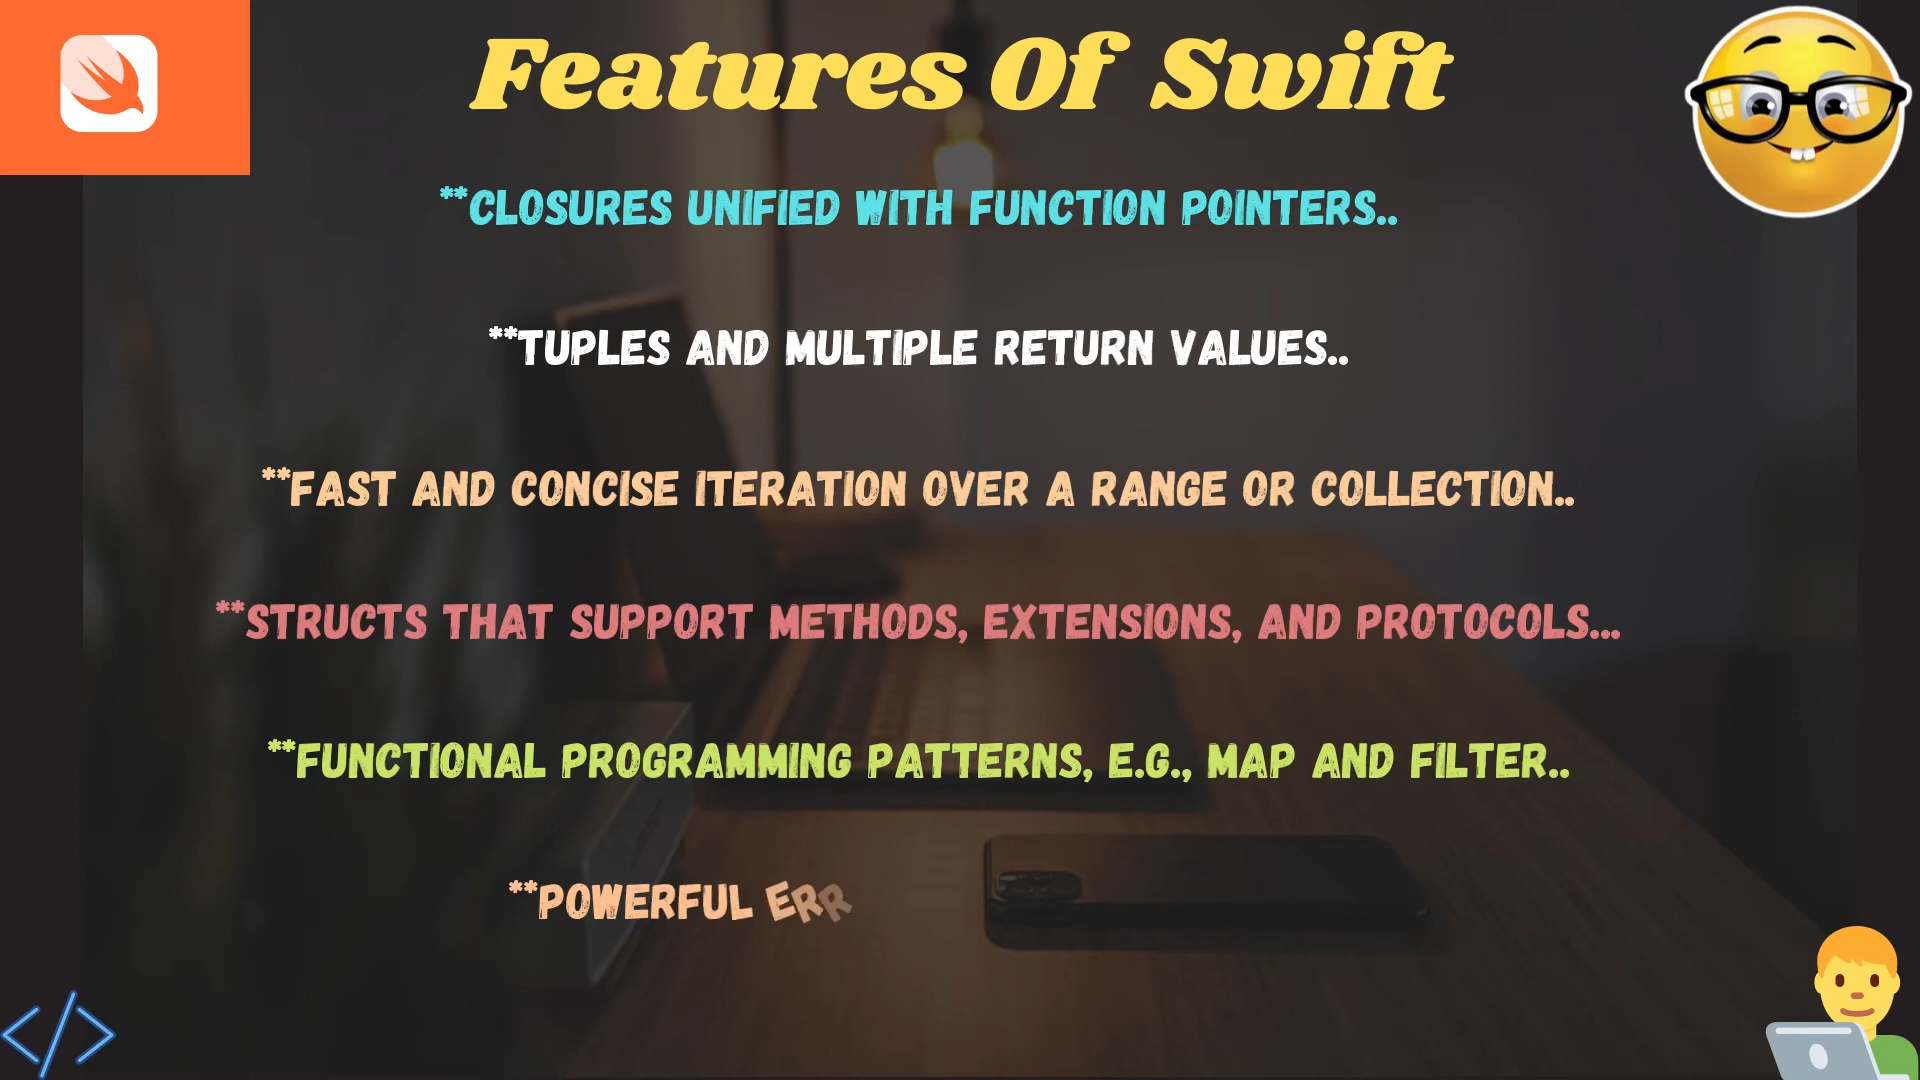 Features Of Swift
**CLOSURES UNIFIED WITH FUNCTION POINTERS..
**TUPLES AND MULTIPLE RETURN VALUES..
**FAST AND CONCISE ITERATION OVER A RANGE OR COLLECTION..
**STRUCTS THAT SUPPORT METHODS, EXTENSIONS, AND PROTOCOLS...
**FUNCTIONAL PROGRAMMING PATTERNS, E.G., MAP AND FILTER..
**POWERFUL ERR
</>